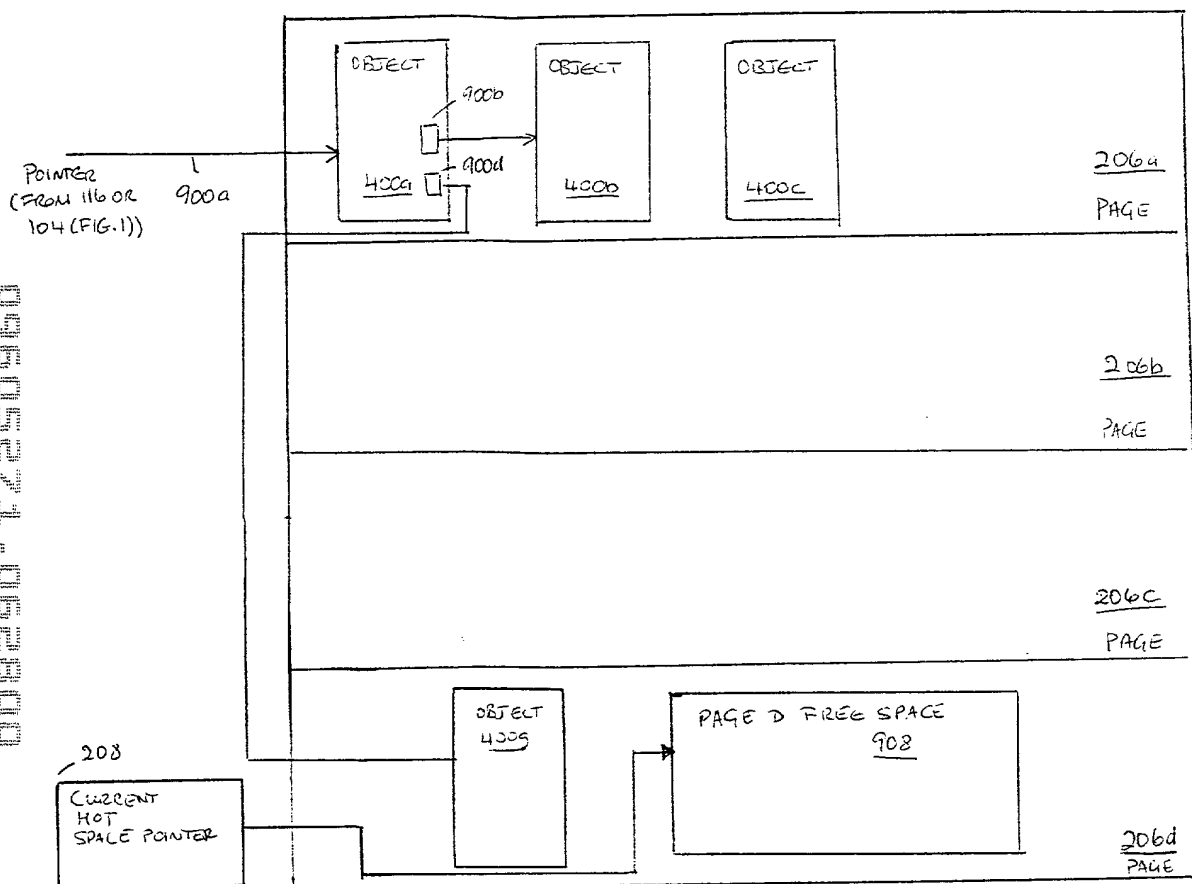 OBJECT
900b
900d
400a
OBJECT
400b
OBJECT
400c
206a
PAGE
POINTER
(FROM 116 OR
104 (FIG.1))
900a
206b
PAGE
206c
PAGE
OBJECT
400g
PAGE D FREE SPACE
908
208
CURRENT
HOT
SPACE POINTER
206d
PAGE